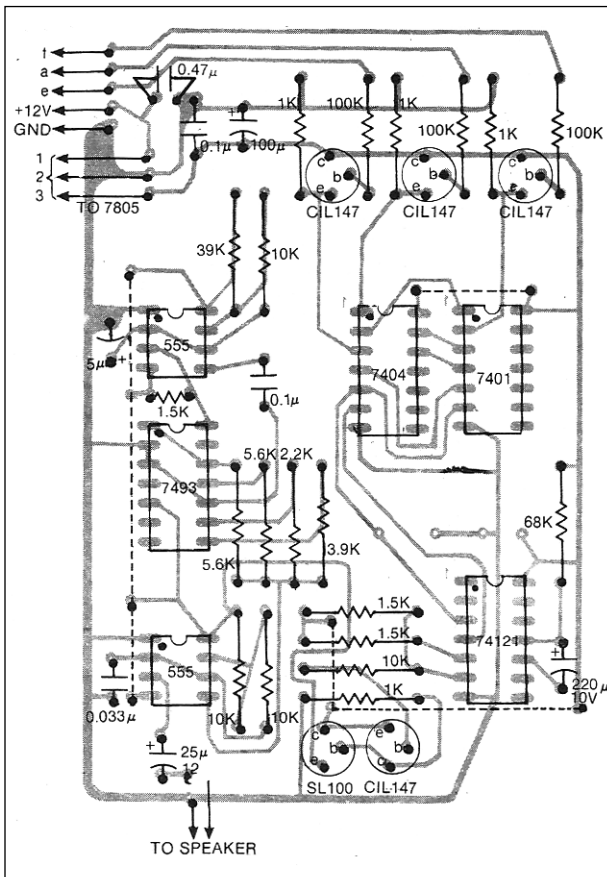 t
a
0.47µ
e
1K
100K
1K
+12V
100K
1K
100K
GND
0.1µ
100µ
1
2
3
c
b
e
c
b
e
c
b
e
TO 7805
CIL147
CIL147
CIL147
39K
10K
555
5µ
+
7404
7401
0.1µ
1.5K
7493
5.6K
2.2K
68K
5.6K
3.9K
1.5K
1.5K
74121
555
10K
1K
0.033µ
10K
10K
220µ
10V
25µ
12
c
b
e
e
b
c
SL100
CIL147
TO SPEAKER